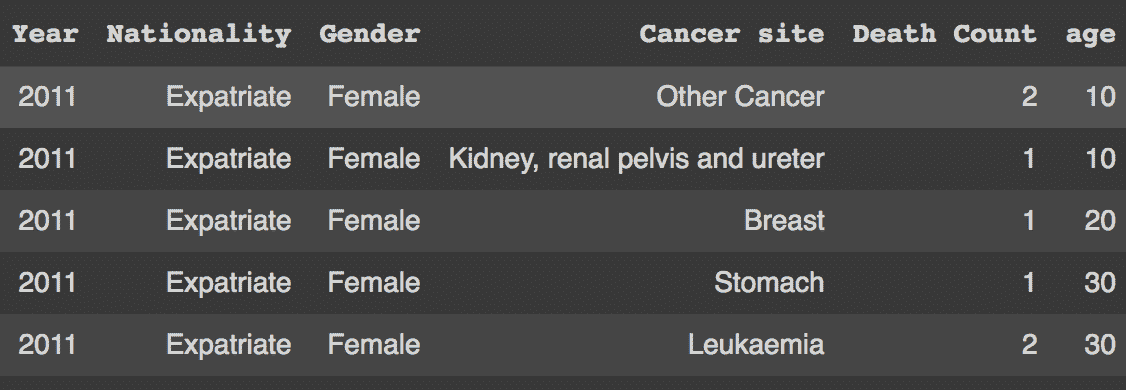 Year Nationality Gender Cancer site Death Count age
2011 Expatriate Female Other Cancer 2 10
2011 Expatriate Female Kidney, renal pelvis and ureter 1 10
2011 Expatriate Female Breast 1 20
2011 Expatriate Female Stomach 1 30
2011 Expatriate Female Leukaemia 2 30